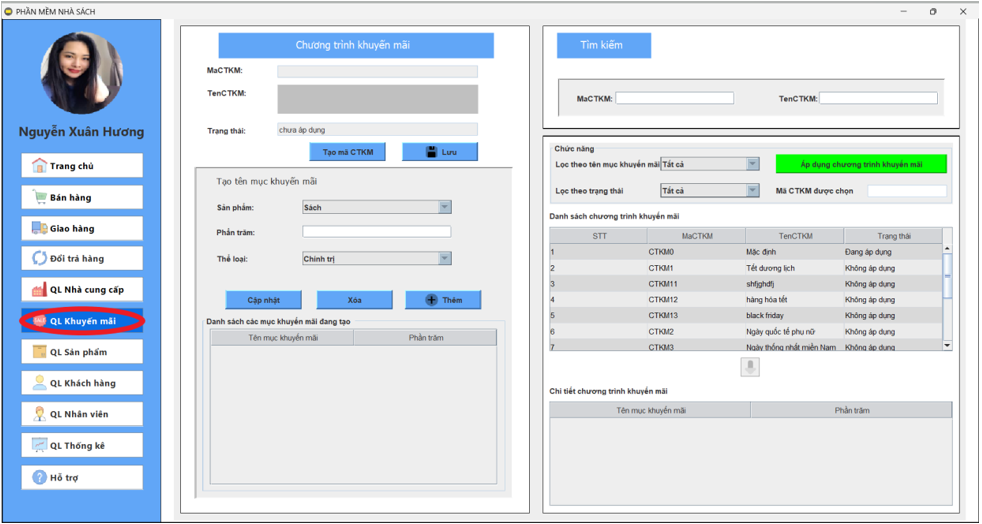 PHẦN MỀM NHÀ SÁCH
Nguyễn Xuân Hương
Trang chủ
Bán hàng
Giao hàng
Đổi trả hàng
QL Nhà cung cấp
QL Khuyến mãi
QL Sản phẩm
QL Khách hàng
QL Nhân viên
QL Thống kê
Hỗ trợ
Chương trình khuyến mãi
MaCTKM:
TenCTKM:
Trạng thái: chưa áp dụng
Tạo mã CTKM Lưu
Tạo tên mục khuyến mãi
Sản phẩm: Sách
Phần trăm:
Thể loại: Chính trị
Cập nhật Xóa Thêm
Danh sách các mục khuyến mãi đang tạo
Tên mục khuyến mãi Phần trăm
Tìm kiếm
MaCTKM: TenCTKM:
Chức năng
Lọc theo tên mục khuyến mãi Tất cả Áp dụng chương trình khuyến mãi
Lọc theo trạng thái Tất cả Mã CTKM được chọn
Danh sách chương trình khuyến mãi
STT MaCTKM TenCTKM Trạng thái
1 CTKM0 Mặc định Đang áp dụng
2 CTKM1 Tết dương lịch Không áp dụng
3 CTKM11 shfjghdfj Không áp dụng
4 CTKM12 hàng hóa tết Không áp dụng
5 CTKM13 black friday Không áp dụng
6 CTKM2 Ngày quốc tế phụ nữ Không áp dụng
7 CTKM3 Ngày thống nhất miền Nam Không áp dụng
Chi tiết chương trình khuyến mãi
Tên mục khuyến mãi Phần trăm